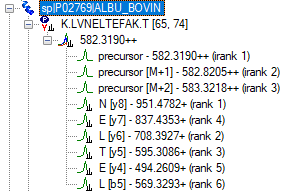 sp|P02769|ALBU_BOVIN
K.LVNELTEFAK.T [65, 74]
582.3190++
precursor - 582.3190++ (irank 1)
precursor [M+1] - 582.8205++ (irank 2)
precursor [M+2] - 583.3218++ (irank 3)
N [y8] - 951.4782+ (rank 1)
E [y7] - 837.4353+ (rank 4)
L [y6] - 708.3927+ (rank 2)
T [y5] - 595.3086+ (rank 3)
E [y4] - 494.2609+ (rank 5)
L [b5] - 569.3293+ (rank 6)